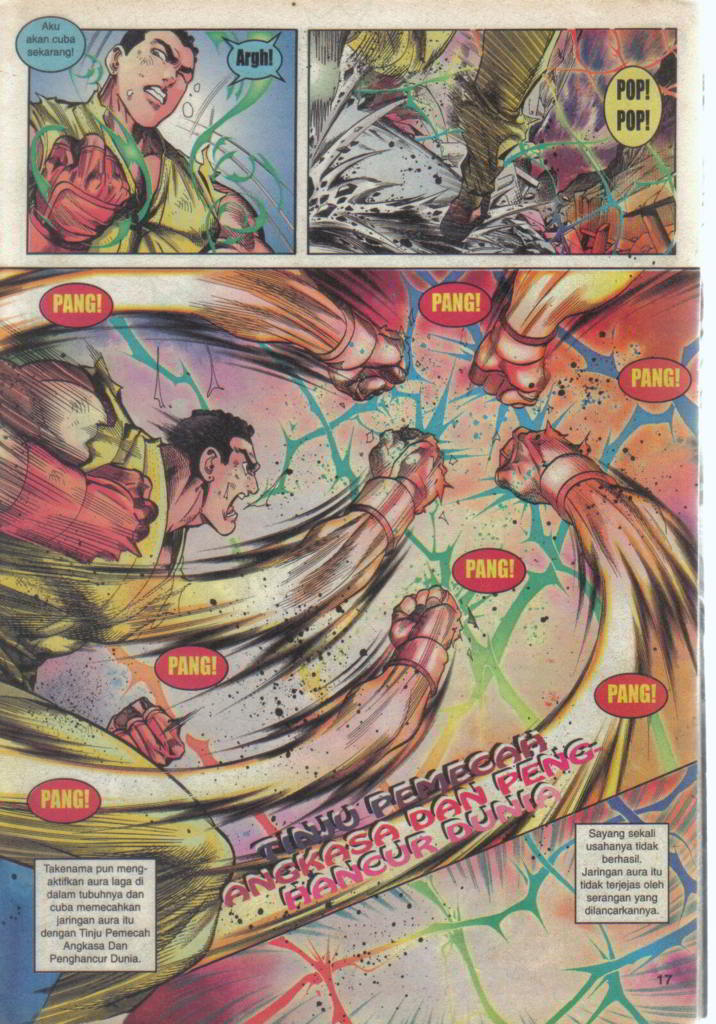 Aku
akan cuba
sekarang!
Argh!
POP!
POP!
PANG!
PANG!
PANG!
PANG!
PANG!
PANG!
PANG!
TINJU PEMECAH
ANGKASA DAN PENG-
HANCUR DUNIA
Takenama pun meng-
aktifkan aura laga di
dalam tubuhnya dan
cuba memecahkan
jaringan aura itu
dengan Tinju Pemecah
Angkasa Dan
Penghancur Dunia.
Sayang sekali
usahanya tidak
berhasil.
Jaringan aura itu
tidak terjejas oleh
serangan yang
dilancarkannya.
17